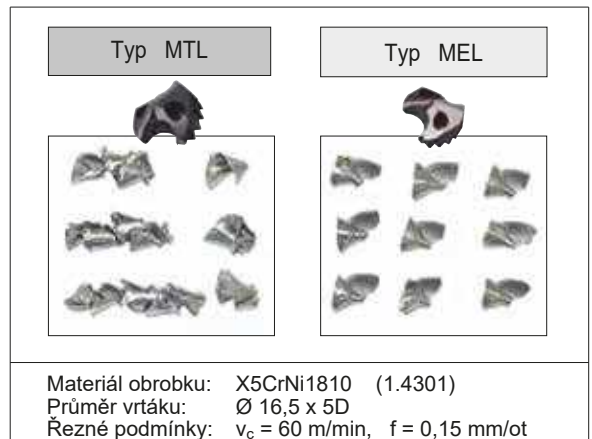 Typ MTL
Typ MEL
Materiál obrobku: X5CrNi1810 (1.4301)
Průměr vrtáku: Ø 16,5 x 5D
Řezné podmínky: v_c = 60 m/min, f = 0,15 mm/ot